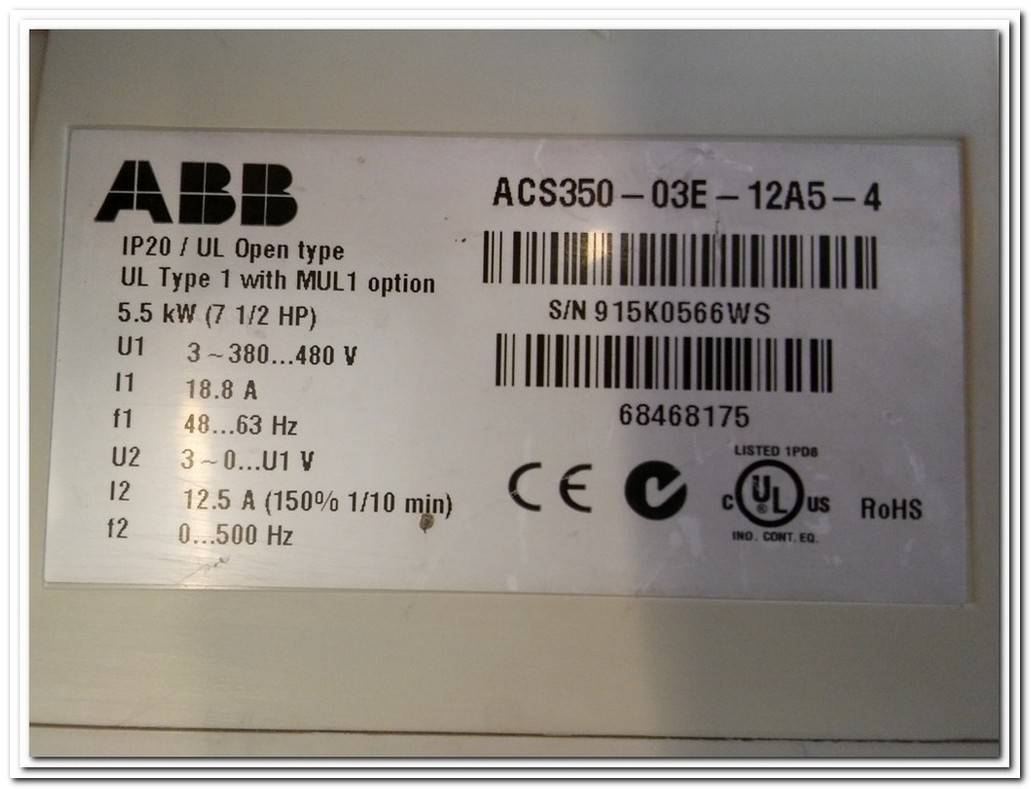 ABB
IP20 / UL Open type
UL Type 1 with MUL1 option
5.5 kW (7 1/2 HP)
U1 3~380...480 V
I1 18.8 A
f1 48...63 Hz
U2 3~0...U1 V
I2 12.5 A (150% 1/10 min)
f2 0...500 Hz
ACS350-03E-12A5-4
S/N 915K0566WS
68468175
CE
LISTED 1PD8
C UL US
®
IND. CONT. EQ.
RoHS